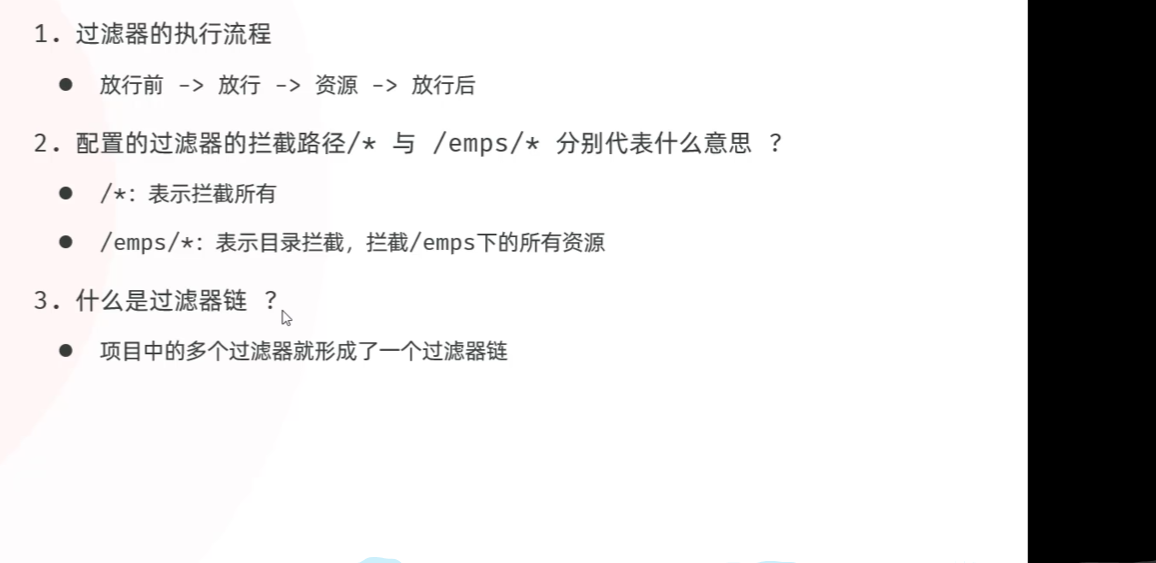 1. 过滤器的执行流程
● 放行前 -> 放行 -> 资源 -> 放行后
2. 配置的过滤器的拦截路径/* 与 /emps/* 分别代表什么意思 ?
● /*: 表示拦截所有
● /emps/*: 表示目录拦截, 拦截/emps下的所有资源
3. 什么是过滤器链 ?
● 项目中的多个过滤器就形成了一个过滤器链